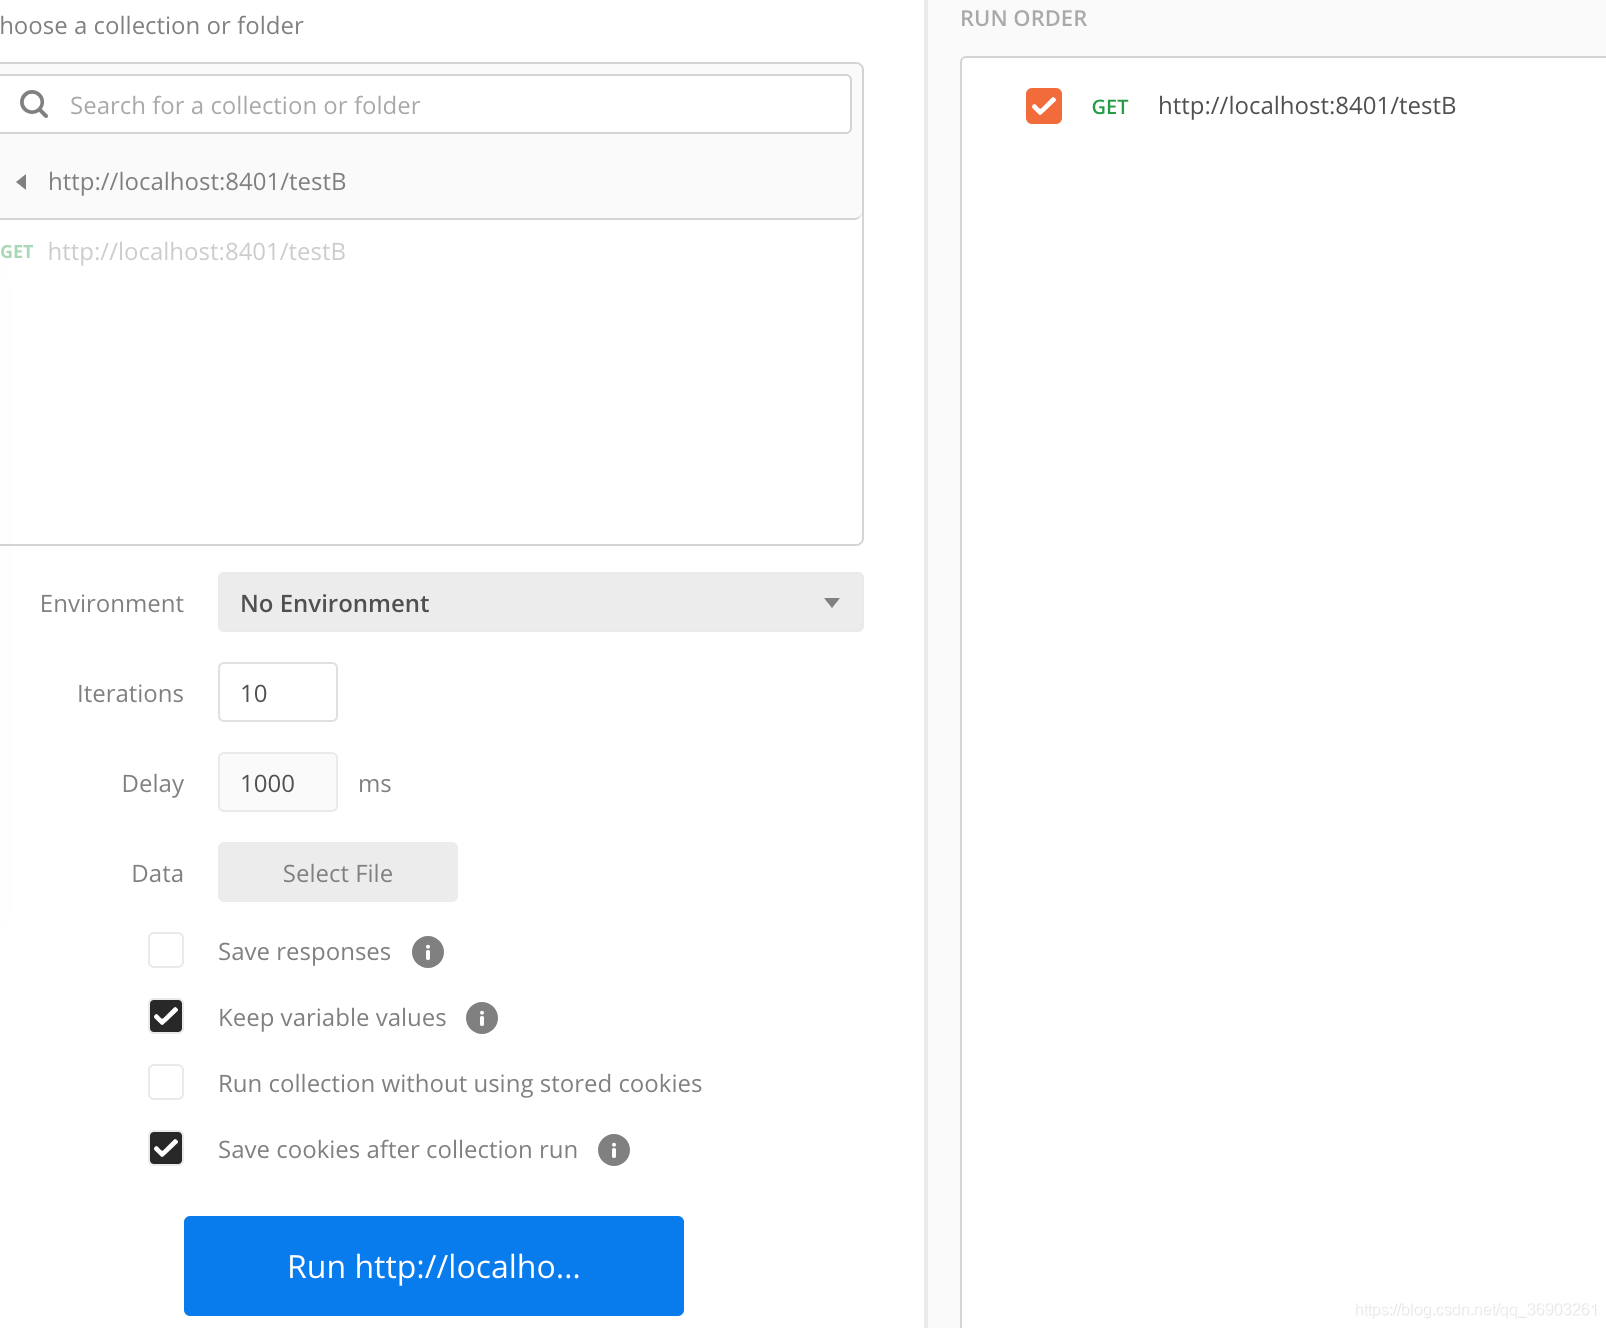 hoose a collection or folder
Search for a collection or folder
http://localhost:8401/testB
GET http://localhost:8401/testB
Environment No Environment
Iterations 10
Delay 1000 ms
Data Select File
Save responses
Keep variable values
Run collection without using stored cookies
Save cookies after collection run
Run http://localho...
RUN ORDER
GET http://localhost:8401/testB
https://blog.csdn.net/qq_36903261